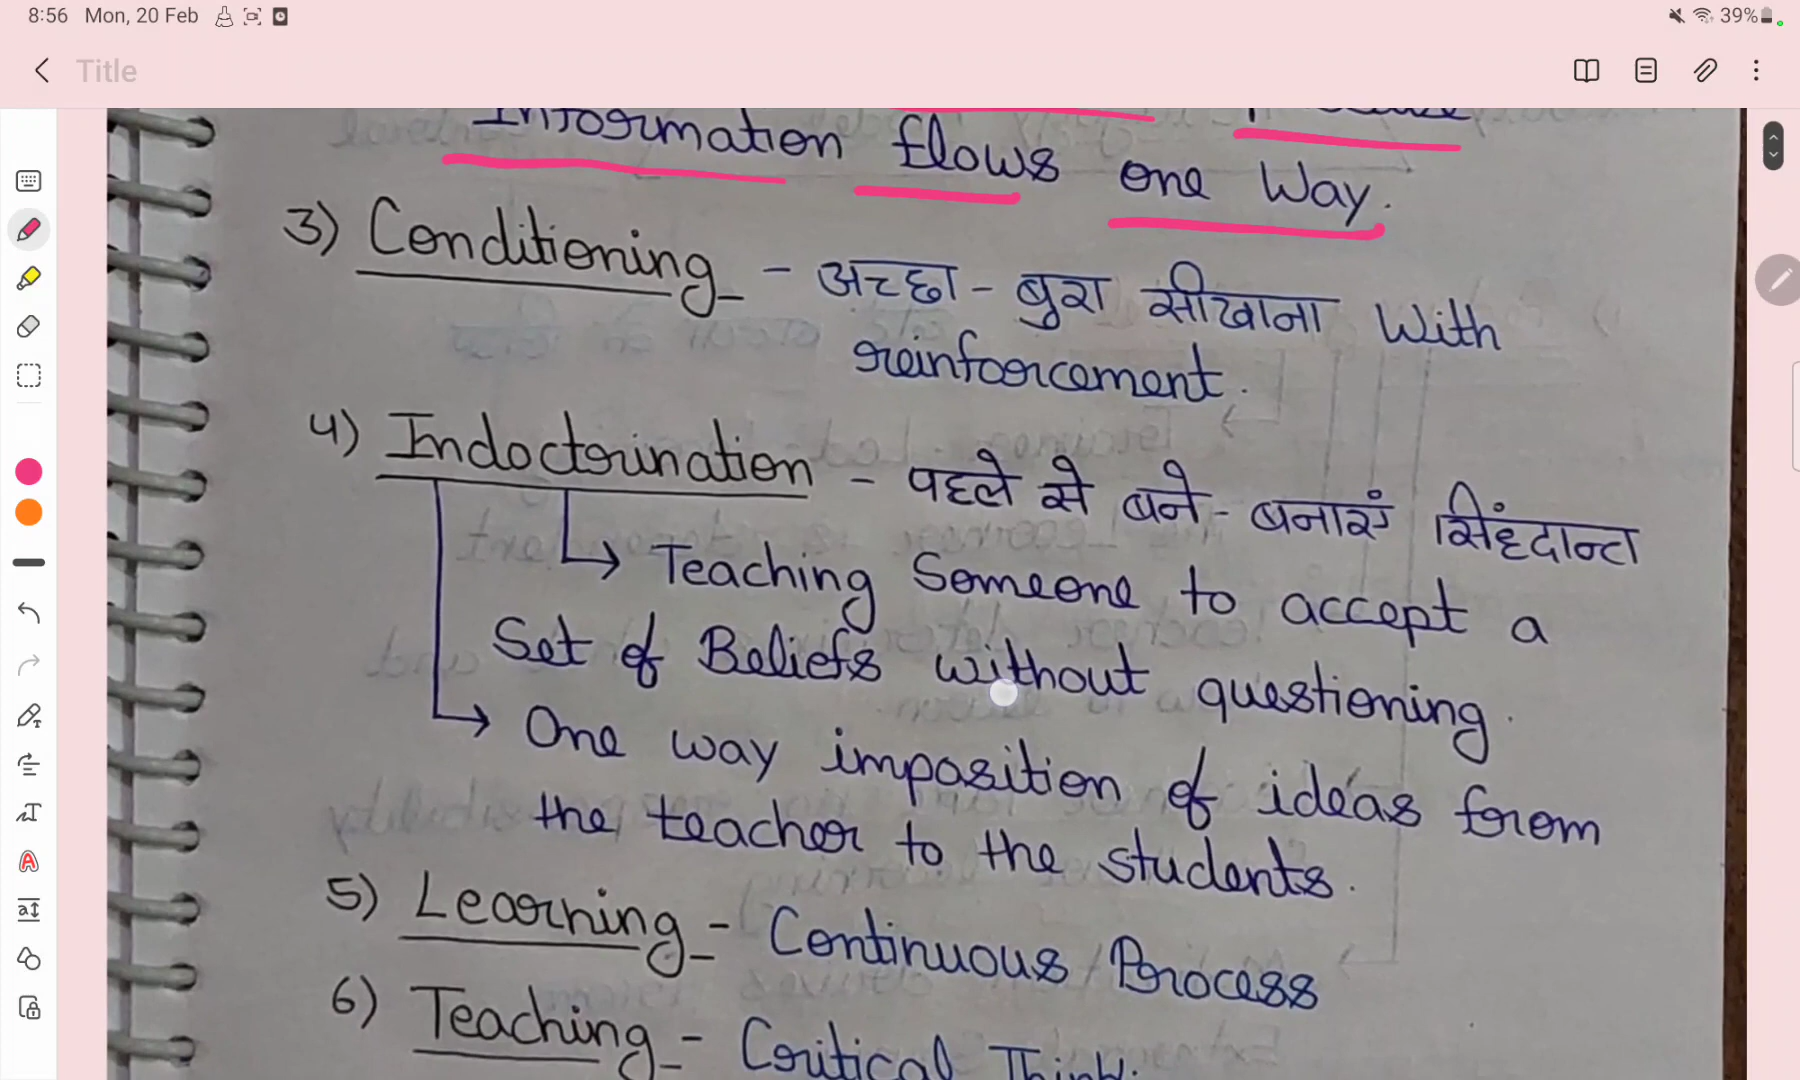 8:56 Mon, 20 Feb
39%
Title
Information flows one Way.
3) Conditioning - अच्छा - बुरा सीखाना With
reinforcement.
4) Indoctrination - पहले से बने - बनाएं सिंद्दान्त
→ Teaching Someone to accept a
Set of Beliefs without questioning.
→ One way imposition of ideas from
the teacher to the students.
5) Learning - Continuous Process
6) Teaching - Critical Think.